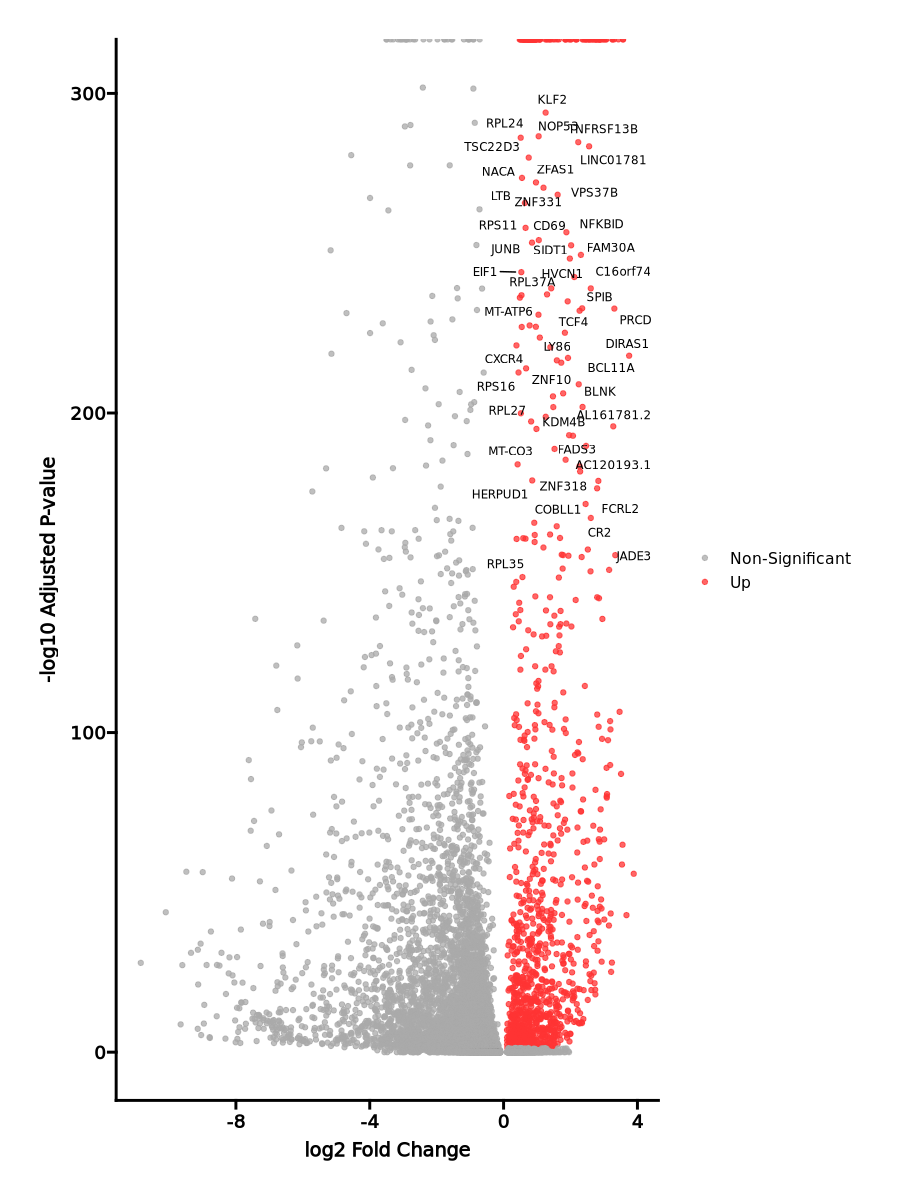 300
200
100
0
-8
-4
0
4
-log10 Adjusted P-value
log2 Fold Change
Non-Significant
Up
KLF2
RPL24
NOP53
TNFRSF13B
TSC22D3
LINC01781
NACA
ZFAS1
LTB
VPS37B
ZNF331
RPS11
CD69
NFKBID
JUNB
SIDT1
FAM30A
EIF1
HVCN1
C16orf74
RPL37A
SPIB
MT-ATP6
TCF4
PRCD
LY86
DIRAS1
CXCR4
BCL11A
RPS16
ZNF10
BLNK
RPL27
KDM4B
AL161781.2
MT-CO3
FADS3
AC120193.1
HERPUD1
ZNF318
COBLL1
FCRL2
CR2
RPL35
JADE3